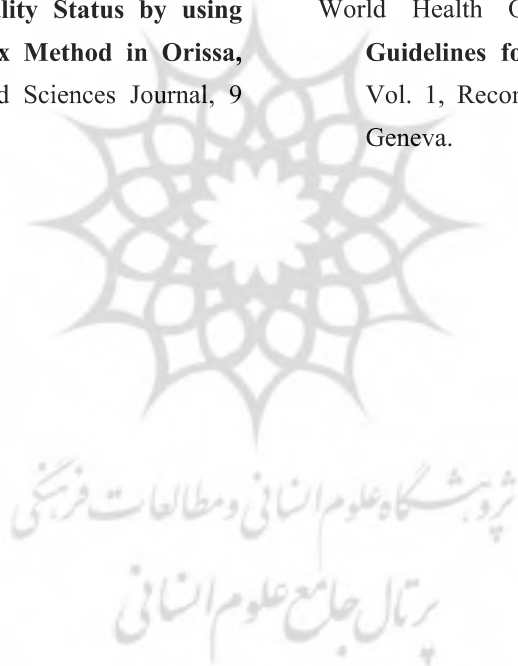 lity Status by using
x Method in Orissa,
d Sciences Journal, 9
World Health O
Guidelines fo
Vol. 1, Recor
Geneva.
پژوهشگاه علوم انسانی و مطالعات فرهنگی
پرتال جامع علوم انسانی